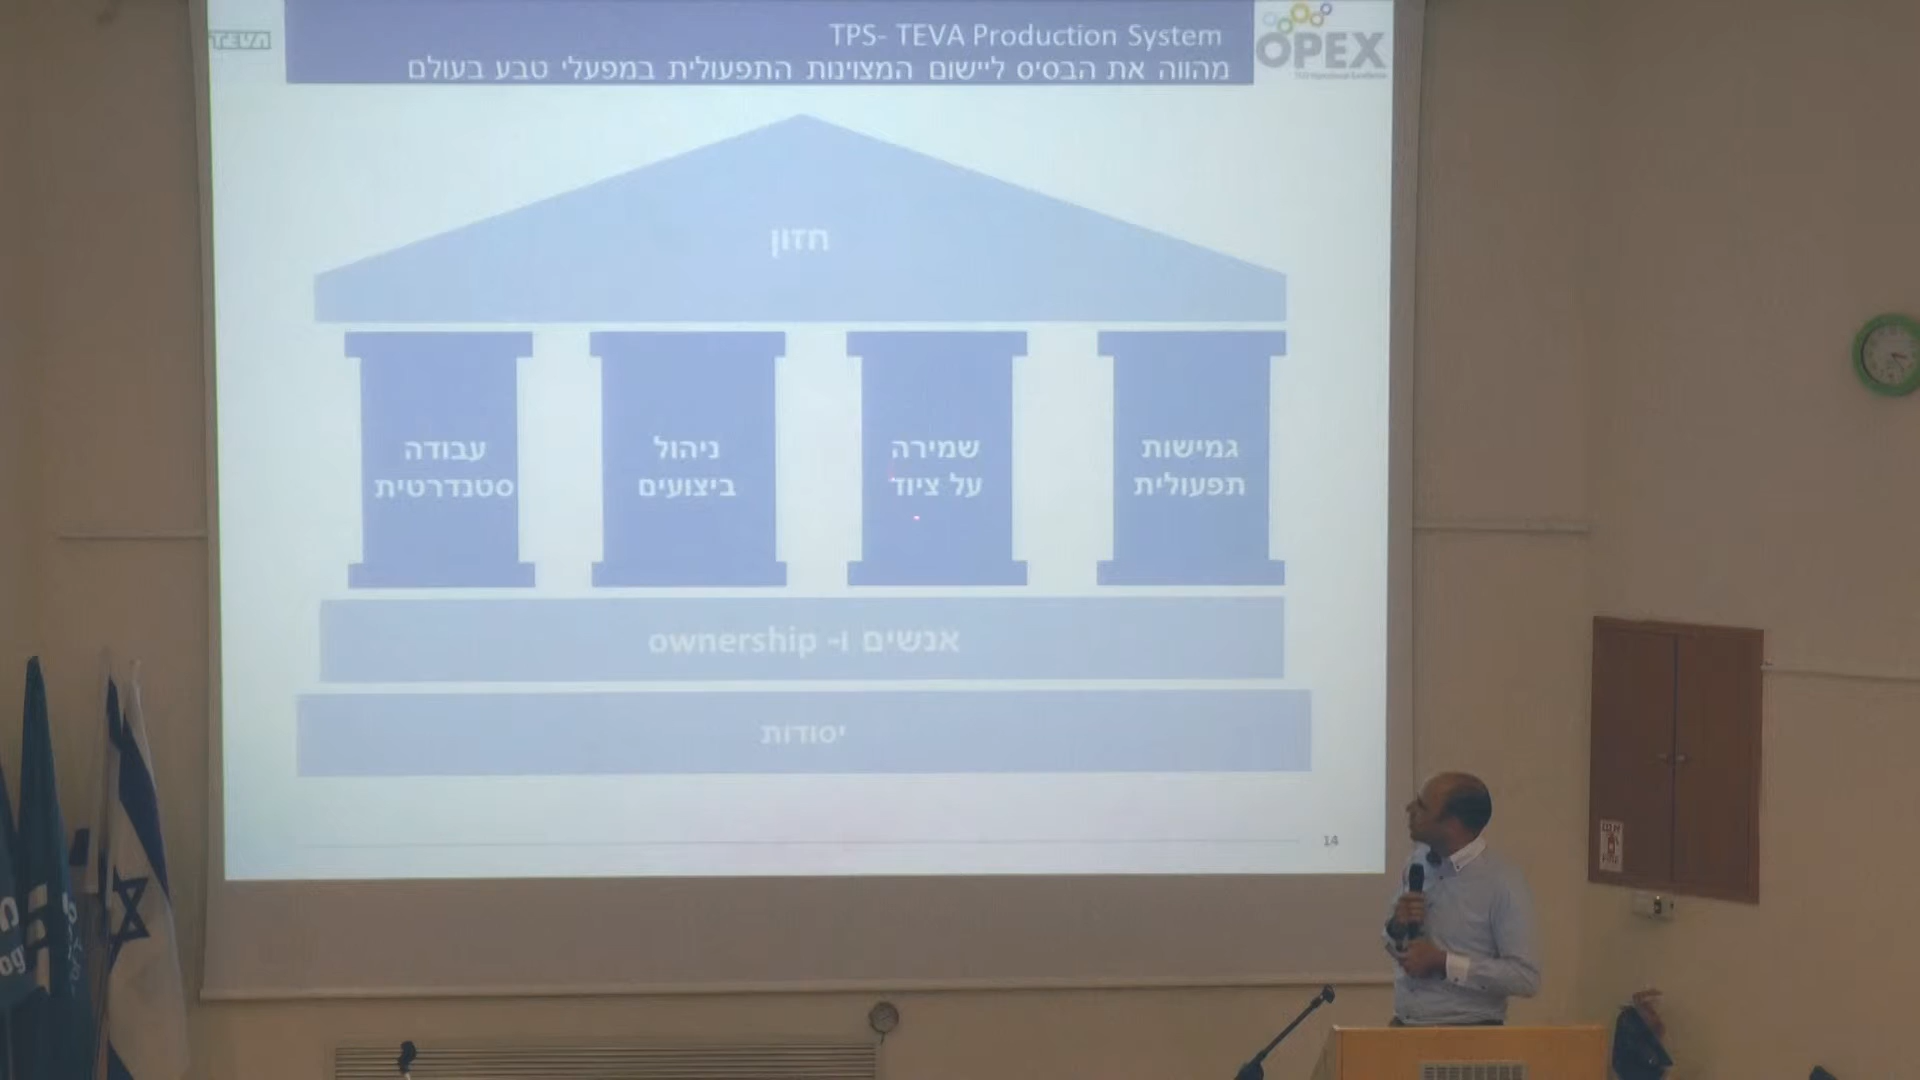 TEVA
TPS- TEVA Production System
מהווה את הבסיס ליישום המצוינות התפעולית במפעלי טבע בעולם
OPEX
חזון
גמישות
תפעולית
שמירה
על ציוד
ניהול
ביצועים
עבודה
סטנדרטית
אנשים ו- ownership
יסודות
14